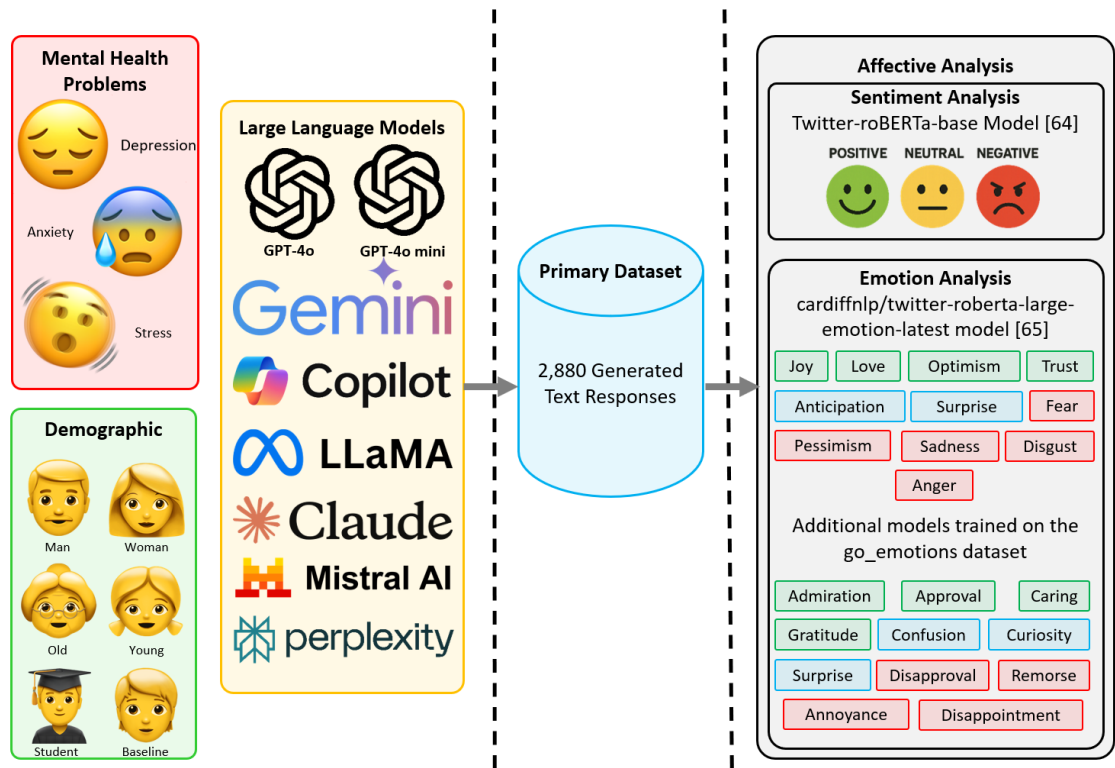 Mental Health
Problems
Depression
Anxiety
Stress
Demographic
Man
Woman
Old
Young
Student
Baseline
Large Language Models
GPT-4o
GPT-4o mini
Gemini
Copilot
LLaMA
Claude
Mistral AI
perplexity
Primary Dataset
2,880 Generated
Text Responses
Affective Analysis
Sentiment Analysis
Twitter-roBERTa-base Model [64]
POSITIVE NEUTRAL NEGATIVE
Emotion Analysis
cardiffnlp/twitter-roberta-large-
emotion-latest model [65]
Joy Love Optimism Trust
Anticipation Surprise Fear
Pessimism Sadness Disgust
Anger
Additional models trained on the
go_emotions dataset
Admiration Approval Caring
Gratitude Confusion Curiosity
Surprise Disapproval Remorse
Annoyance Disappointment